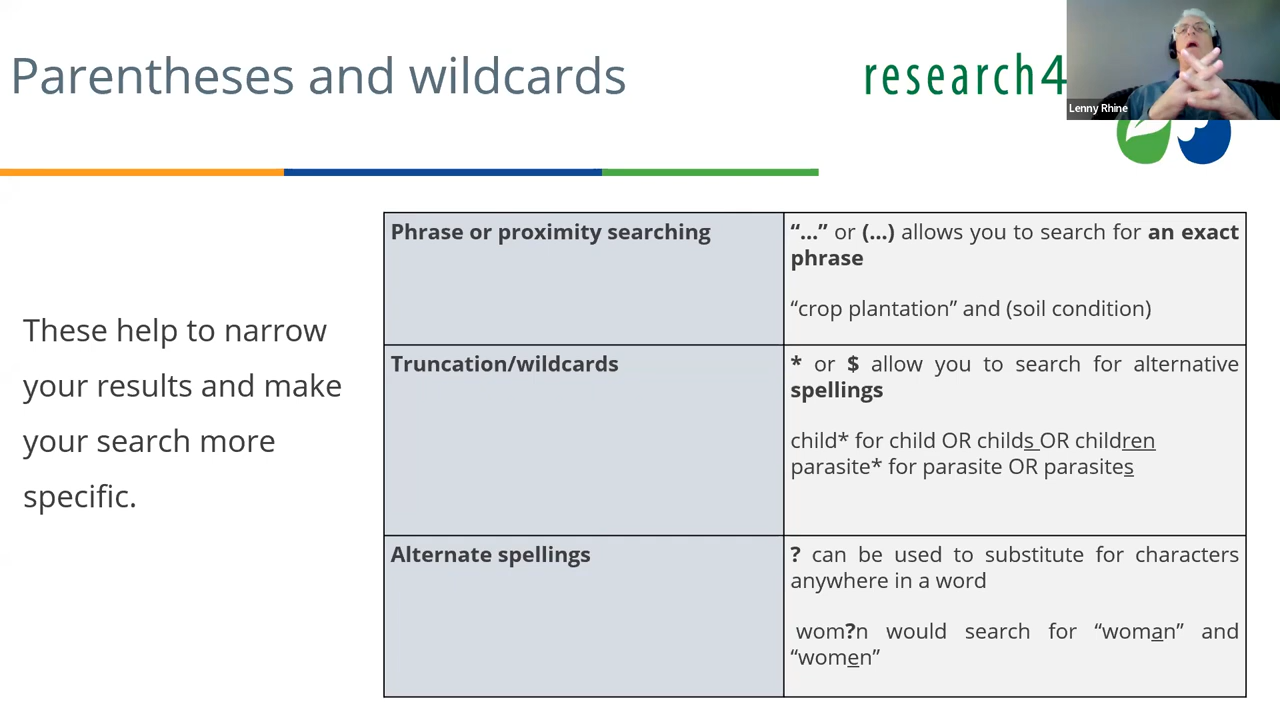 Parentheses and wildcards
research4
Lenny Rhine
These help to narrow
your results and make
your search more
specific.
Phrase or proximity searching
“...” or (...) allows you to search for an exact
phrase
“crop plantation” and (soil condition)
Truncation/wildcards
* or $ allow you to search for alternative
spellings
child* for child OR childs OR children
parasite* for parasite OR parasites
Alternate spellings
? can be used to substitute for characters
anywhere in a word
wom?n would search for “woman” and
“women”